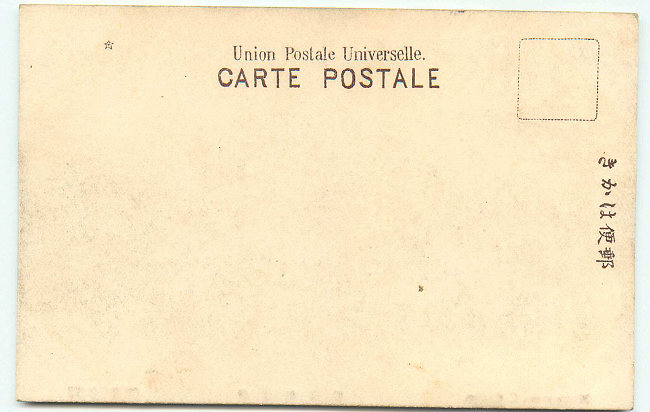 Union Postale Universelle.
CARTE POSTALE
きかは便郵